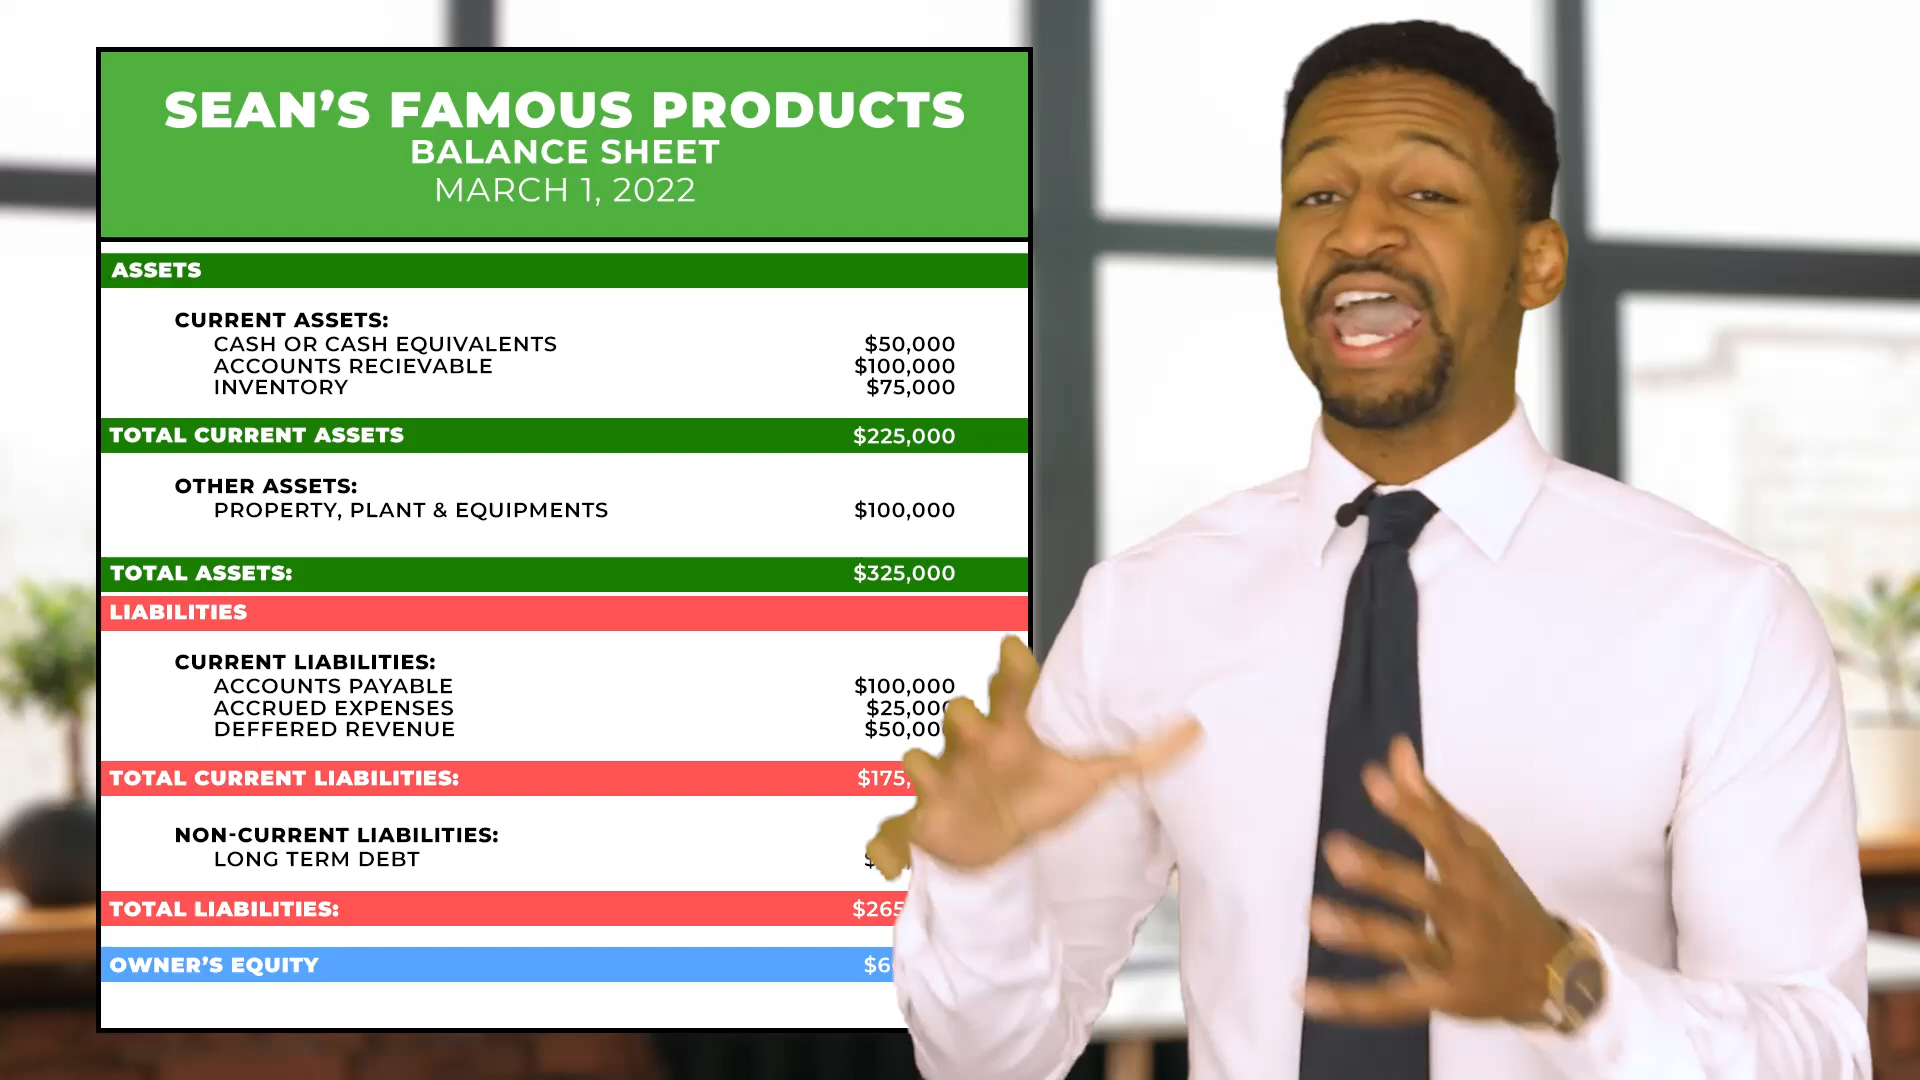 SEAN'S FAMOUS PRODUCTS
BALANCE SHEET
MARCH 1, 2022
ASSETS
CURRENT ASSETS:
CASH OR CASH EQUIVALENTS $50,000
ACCOUNTS RECIEVABLE $100,000
INVENTORY $75,000
TOTAL CURRENT ASSETS $225,000
OTHER ASSETS:
PROPERTY, PLANT & EQUIPMENTS $100,000
TOTAL ASSETS: $325,000
LIABILITIES
CURRENT LIABILITIES:
ACCOUNTS PAYABLE $100,000
ACCRUED EXPENSES
DEFFERED REVENUE
TOTAL CURRENT LIABILITIES:
NON-CURRENT LIABILITIES:
LONG TERM DEBT
TOTAL LIABILITIES:
OWNER'S EQUITY